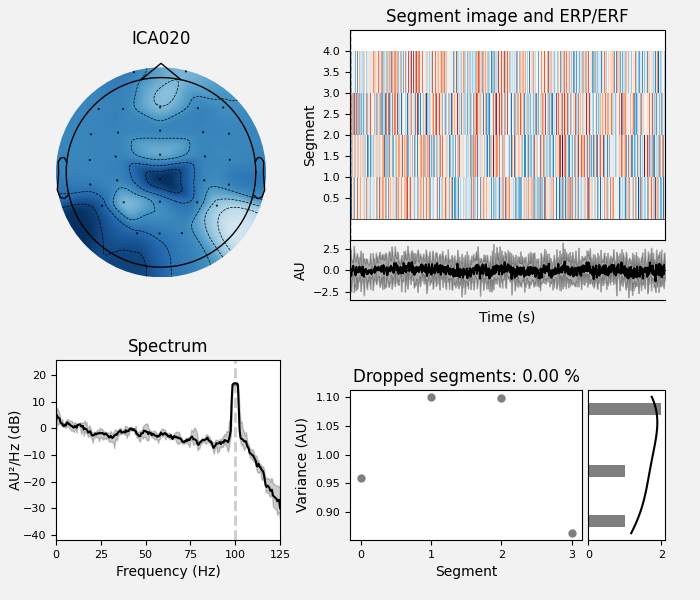 ICA020
Segment image and ERP/ERF
Segment
4.0
3.5
3.0
2.5
2.0
1.5
1.0
0.5
AU
2.5
0.0
−2.5
Time (s)
Spectrum
AU²/Hz (dB)
20
10
0
−10
−20
−30
−40
0 25 50 75 100 125
Frequency (Hz)
Dropped segments: 0.00 %
Variance (AU)
1.10
1.05
1.00
0.95
0.90
0 1 2 3
Segment
0 2